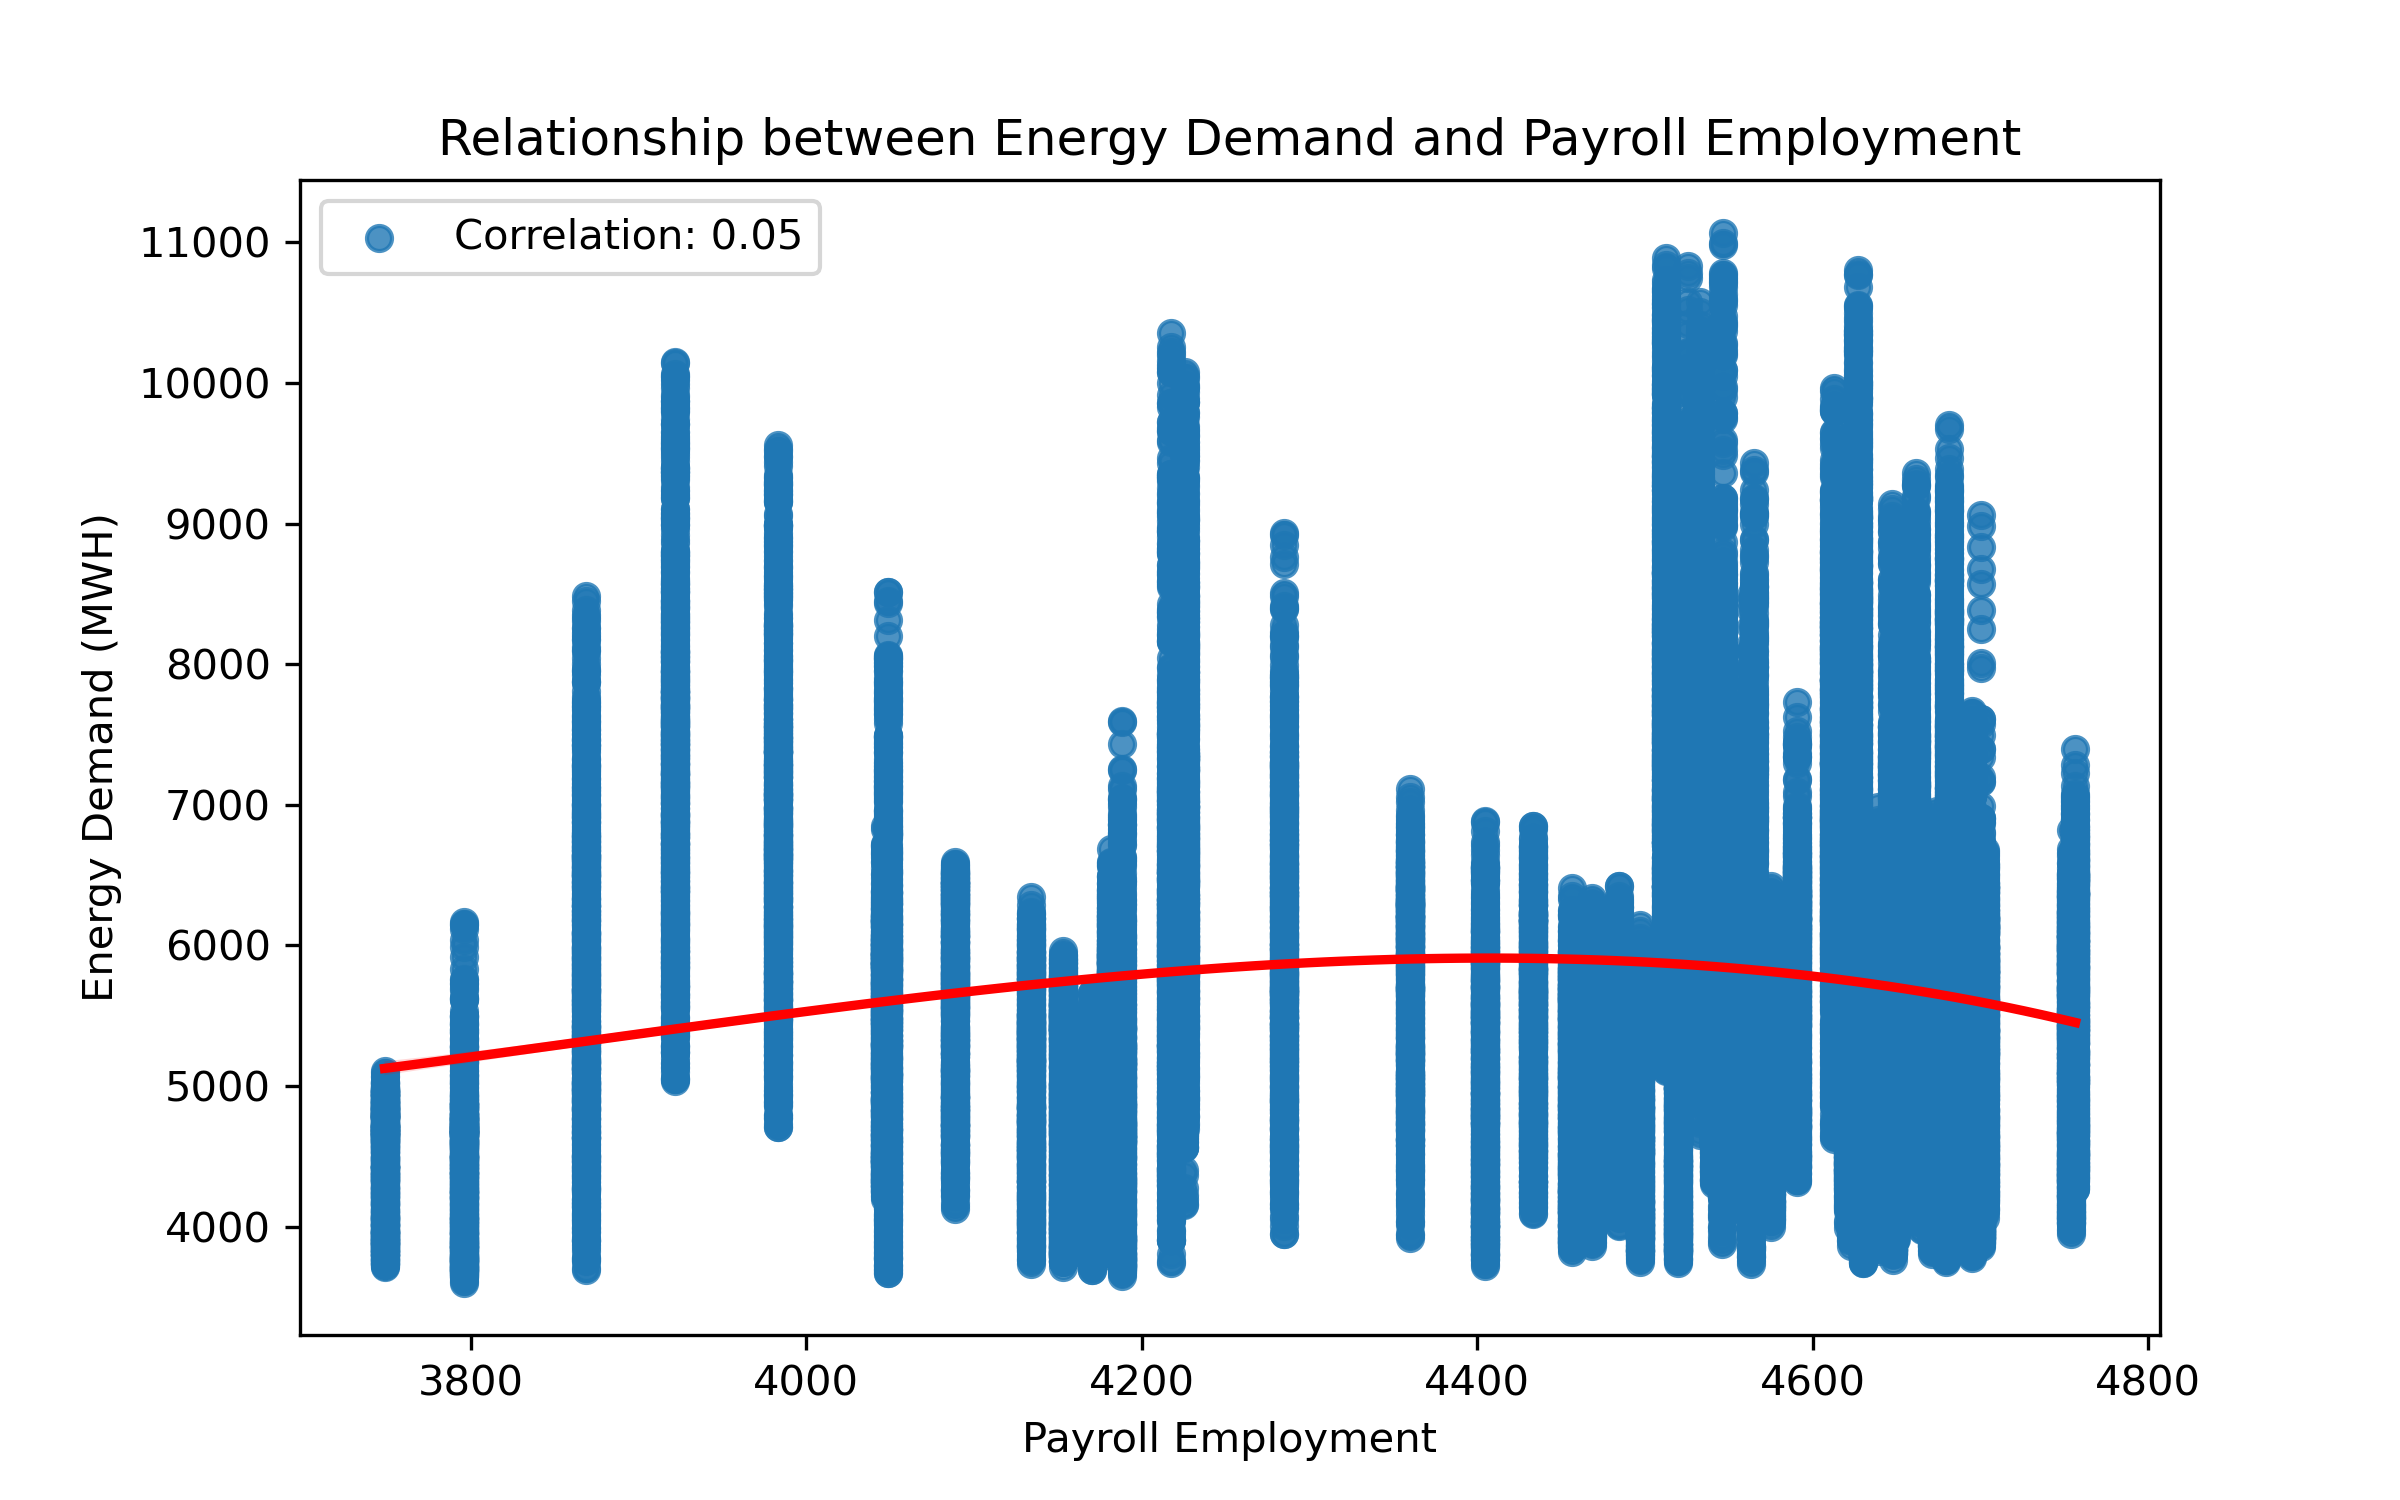 Relationship between Energy Demand and Payroll Employment
Correlation: 0.05
11000
10000
9000
8000
7000
6000
5000
4000
Energy Demand (MWH)
3800 4000 4200 4400 4600 4800
Payroll Employment